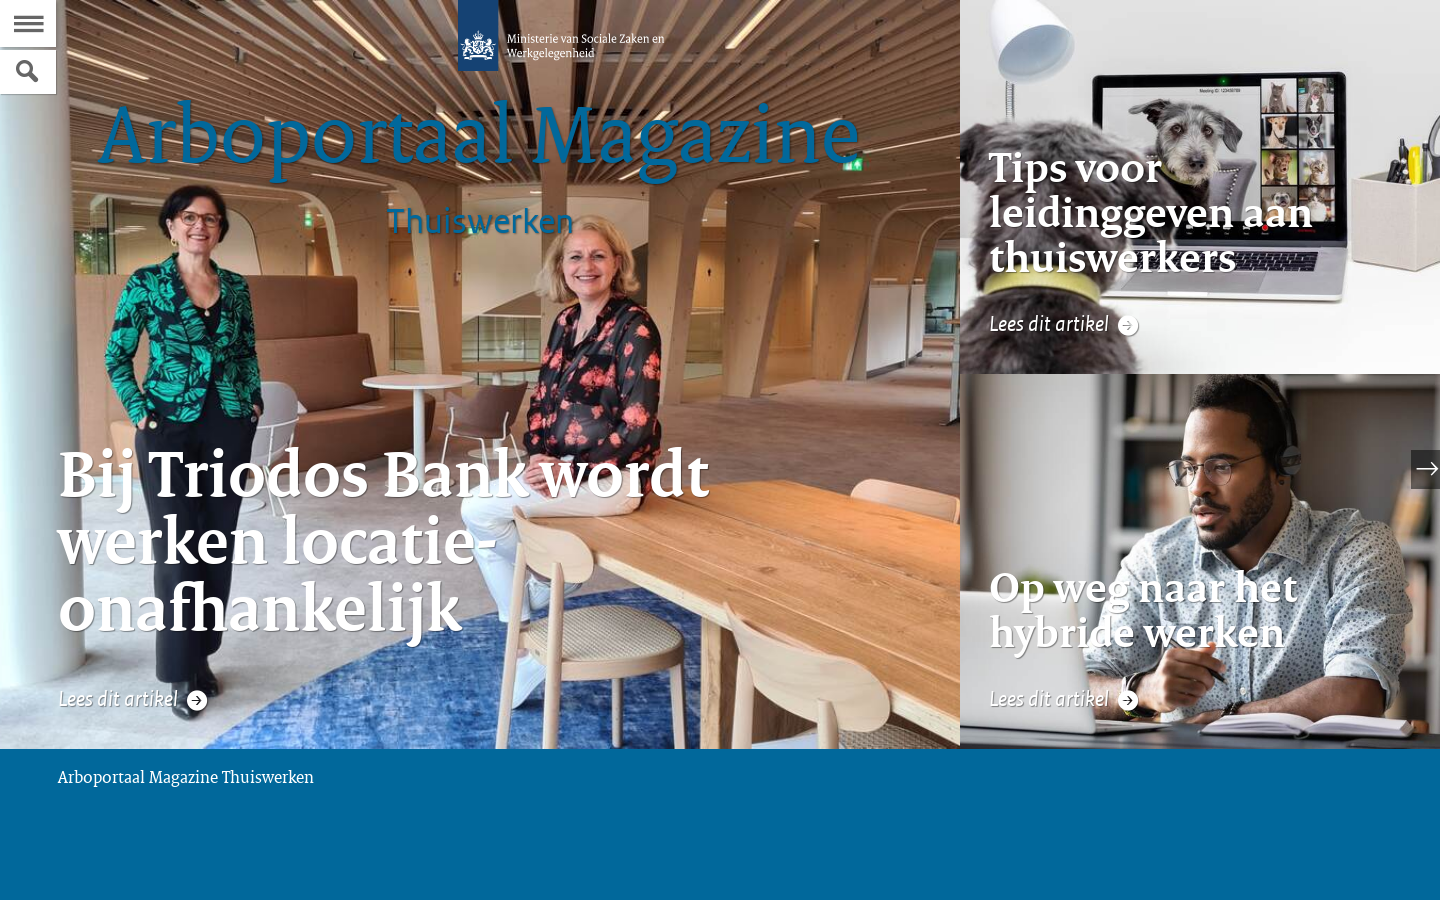 Ministerie van Sociale Zaken en
Werkgelegenheid
Arboportaal Magazine
Thuiswerken
Bij Triodos Bank wordt
werken locatie-
onafhankelijk
Lees dit artikel
Tips voor
leidinggeven aan
thuiswerkers
Lees dit artikel
Op weg naar het
hybride werken
Lees dit artikel
Arboportaal Magazine Thuiswerken